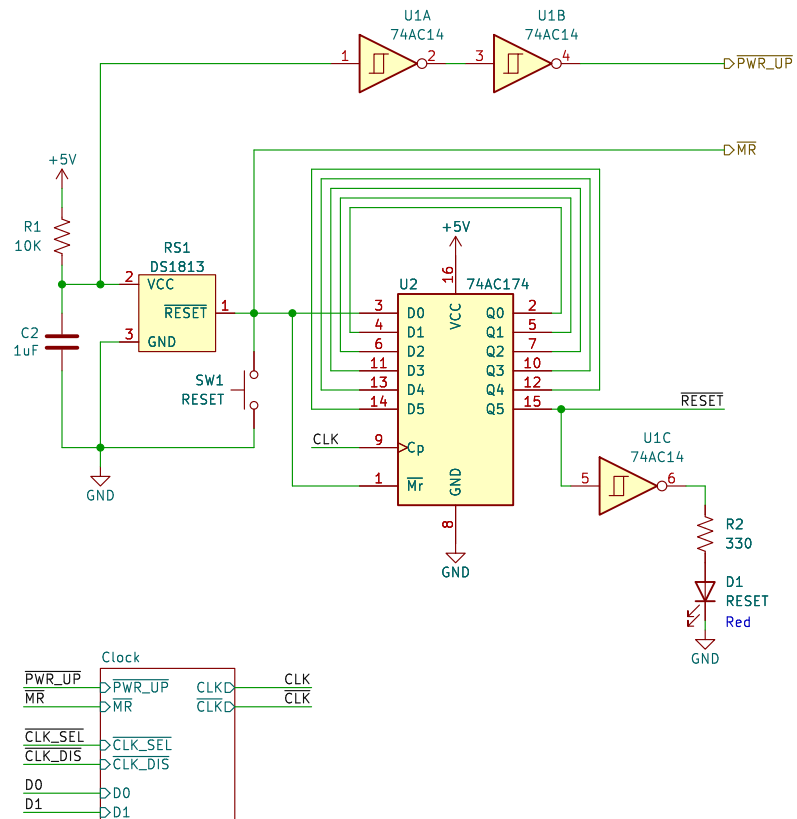 U1A
74AC14
1
2
U1B
74AC14
3
4
PWR_UP
MR
+5V
R1
10K
RS1
DS1813
2
VCC
RESET
1
3
GND
C2
1uF
SW1
RESET
GND
+5V
U2
74AC174
16
VCC
3
D0
Q0
2
4
D1
Q1
5
6
D2
Q2
7
11
D3
Q3
10
13
D4
Q4
12
14
D5
Q5
15
CLK
9
Cp
1
Mr
GND
8
GND
RESET
U1C
74AC14
5
6
R2
330
D1
RESET
Red
GND
Clock
PWR_UP
PWR_UP
CLK
CLK
MR
MR
CLK
CLK
CLK_SEL
CLK_SEL
CLK_DIS
CLK_DIS
D0
D0
D1
D1